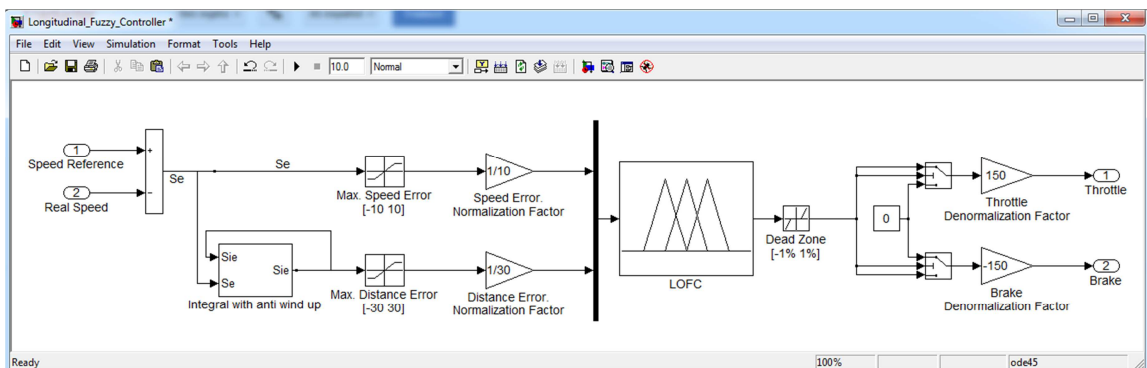 Longitudinal_Fuzzy_Controller *
File Edit View Simulation Format Tools Help
10.0 Normal
1
Speed Reference
2
Real Speed
+
−
Se
Se
Max. Speed Error
[-10 10]
1/10
Speed Error.
Normalization Factor
Sie
Se
Sie
Integral with anti wind up
Max. Distance Error
[-30 30]
1/30
Distance Error.
Normalization Factor
LOFC
Dead Zone
[-1% 1%]
0
150
Throttle
Denormalization Factor
1
Throttle
-150
Brake
Denormalization Factor
2
Brake
Ready 100% ode45